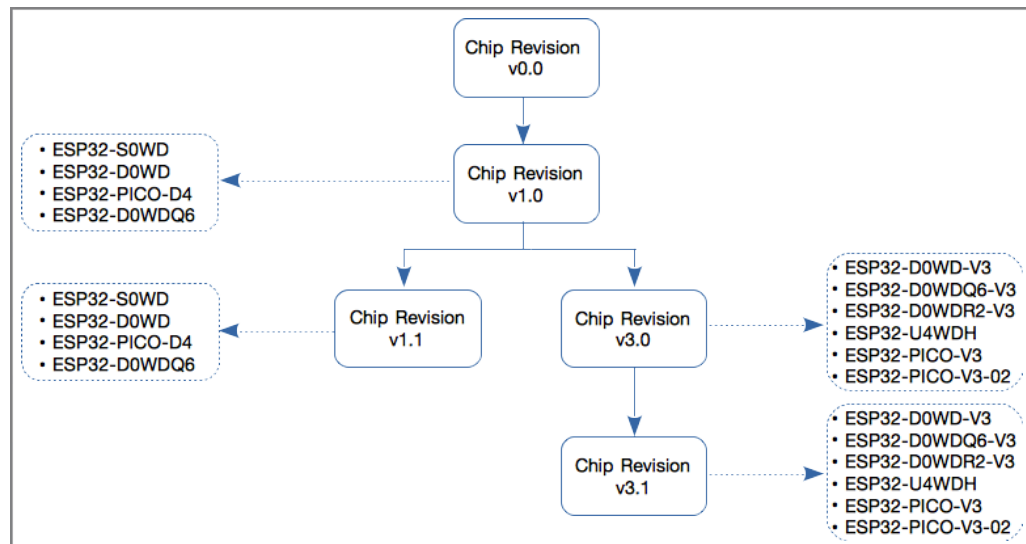 Chip Revision
v0.0
• ESP32-S0WD
• ESP32-D0WD
• ESP32-PICO-D4
• ESP32-D0WDQ6
Chip Revision
v1.0
• ESP32-S0WD
• ESP32-D0WD
• ESP32-PICO-D4
• ESP32-D0WDQ6
Chip Revision
v1.1
Chip Revision
v3.0
• ESP32-D0WD-V3
• ESP32-D0WDQ6-V3
• ESP32-D0WDR2-V3
• ESP32-U4WDH
• ESP32-PICO-V3
• ESP32-PICO-V3-02
Chip Revision
v3.1
• ESP32-D0WD-V3
• ESP32-D0WDQ6-V3
• ESP32-D0WDR2-V3
• ESP32-U4WDH
• ESP32-PICO-V3
• ESP32-PICO-V3-02